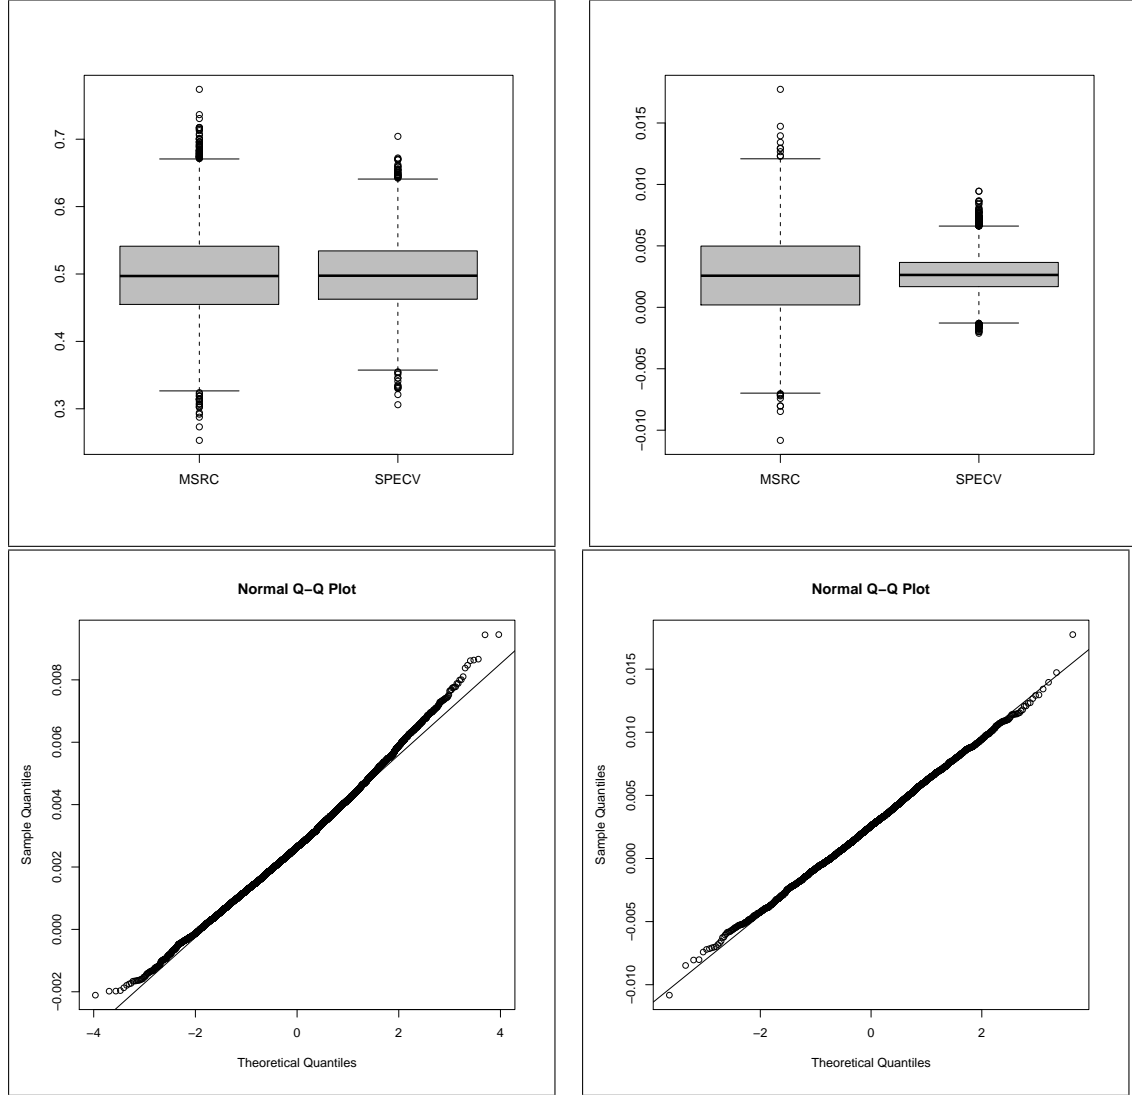 0.7
0.6
0.5
0.4
0.3
MSRC SPECV
0.015
0.010
0.005
0.000
−0.005
−0.010
MSRC SPECV
Normal Q−Q Plot
Sample Quantiles
0.008
0.006
0.004
0.002
0.000
−0.002
−4 −2 0 2 4
Theoretical Quantiles
Normal Q−Q Plot
Sample Quantiles
0.015
0.010
0.005
0.000
−0.005
−0.010
−2 0 2
Theoretical Quantiles